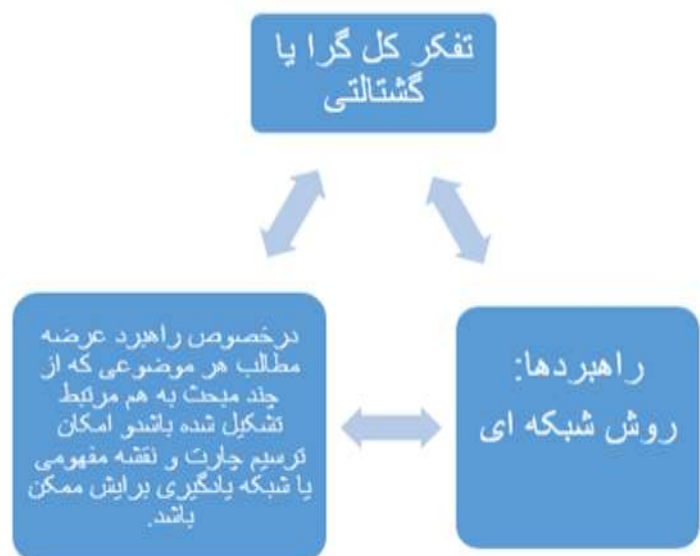 تفکر کل گرا یا
گشتالتی
راهبردها:
روش شبکه ای
درخصوص راهبرد عرضه
مطالب هر موضوعی که از
چند مبحث به هم مرتبط
تشکیل شده باشدو امکان
ترسیم چارت و نقشه مفهومی
یا شبکه یادگیری برایش ممکن
باشد.